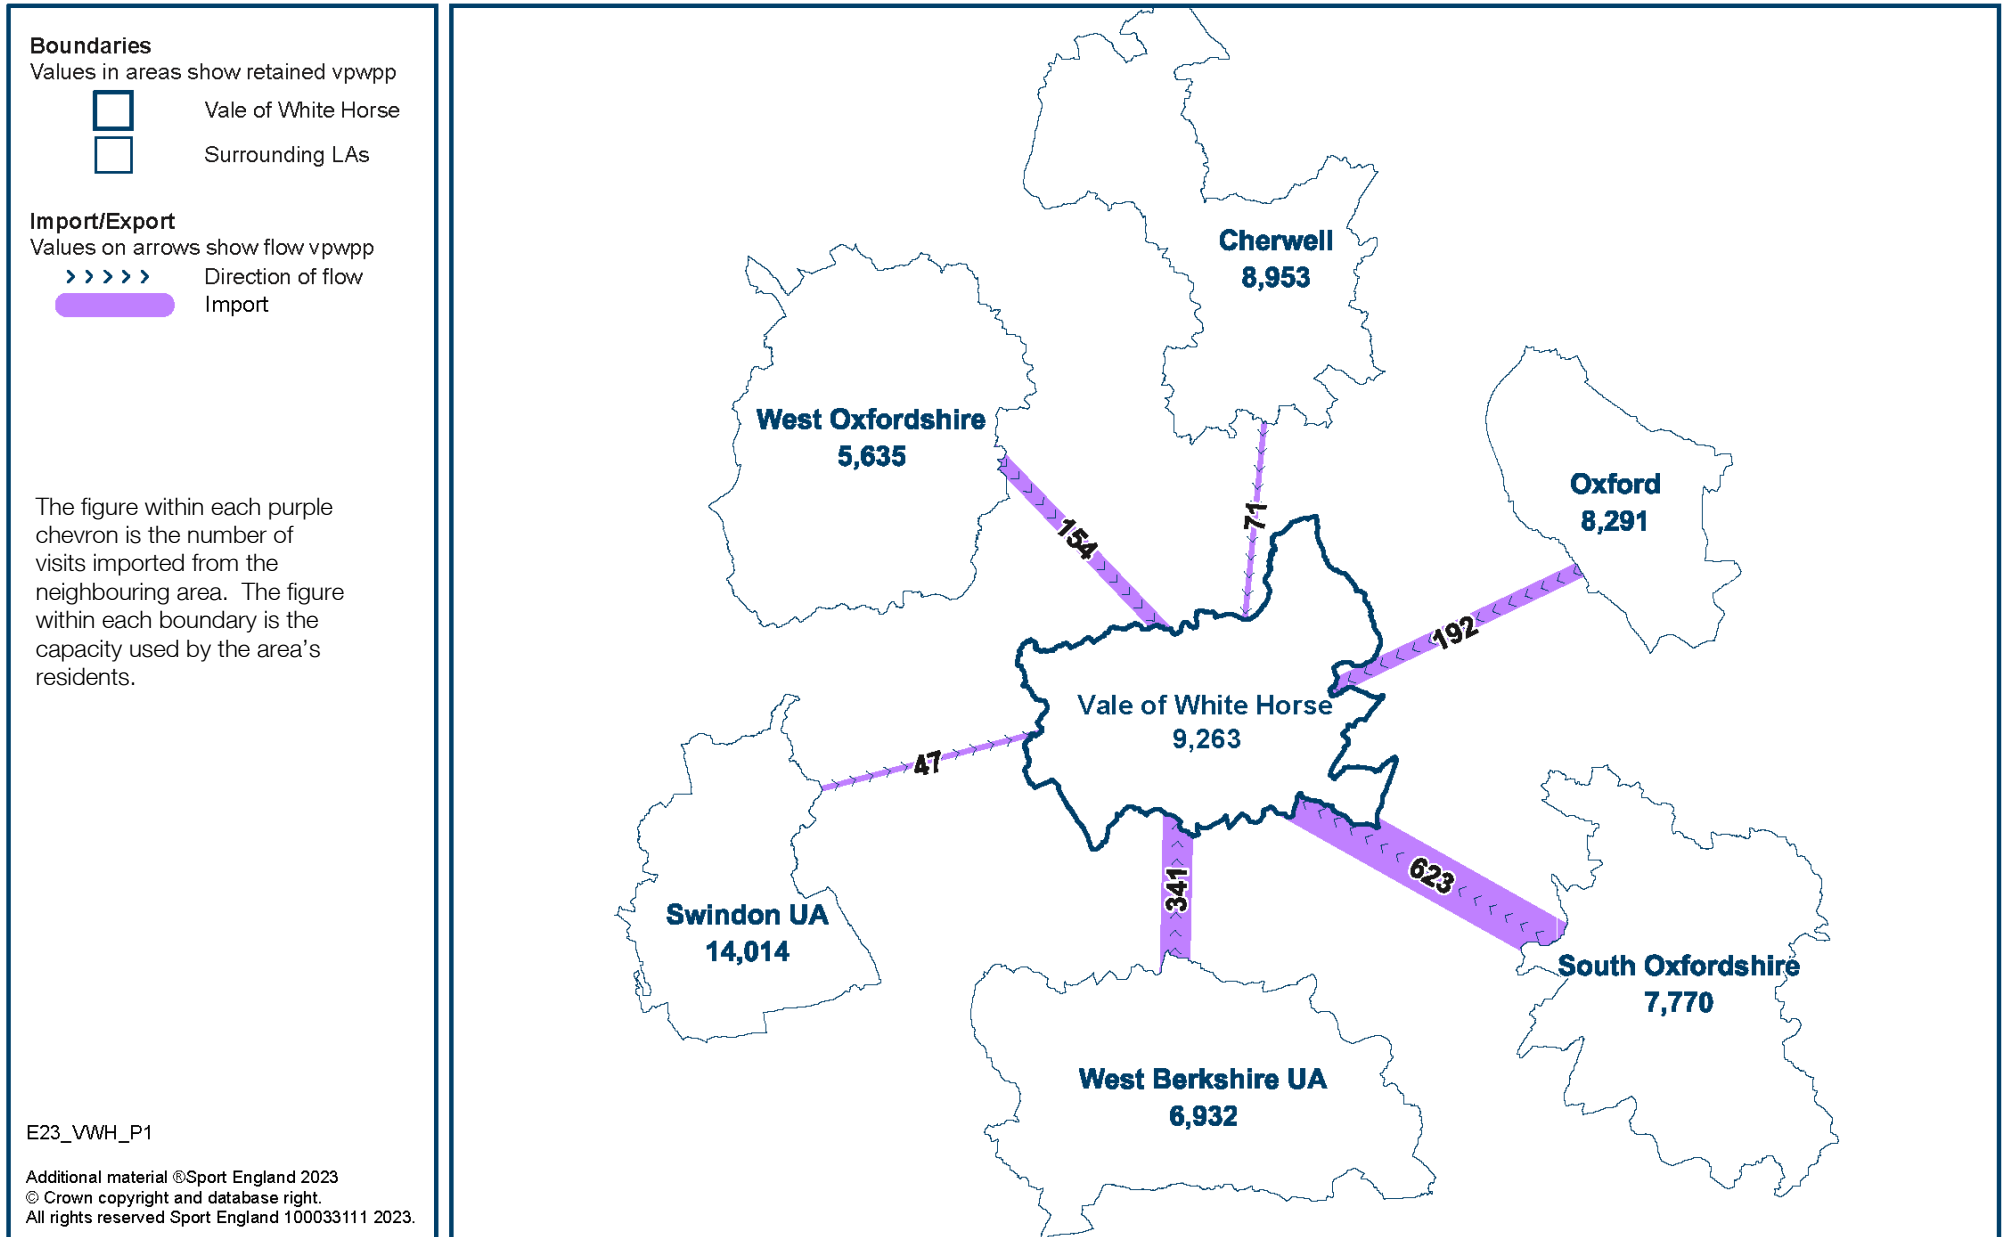 Boundaries
Values in areas show retained vpwpp
Vale of White Horse
Surrounding LAs
Import/Export
Values on arrows show flow vpwpp
Direction of flow
Import
The figure within each purple
chevron is the number of
visits imported from the
neighbouring area. The figure
within each boundary is the
capacity used by the area's
residents.
E23_VWH_P1
Additional material ®Sport England 2023
© Crown copyright and database right.
All rights reserved Sport England 100033111 2023.
Cherwell
8,953
West Oxfordshire
5,635
Oxford
8,291
154
71
192
Vale of White Horse
9,263
47
341
623
Swindon UA
14,014
South Oxfordshire
7,770
West Berkshire UA
6,932